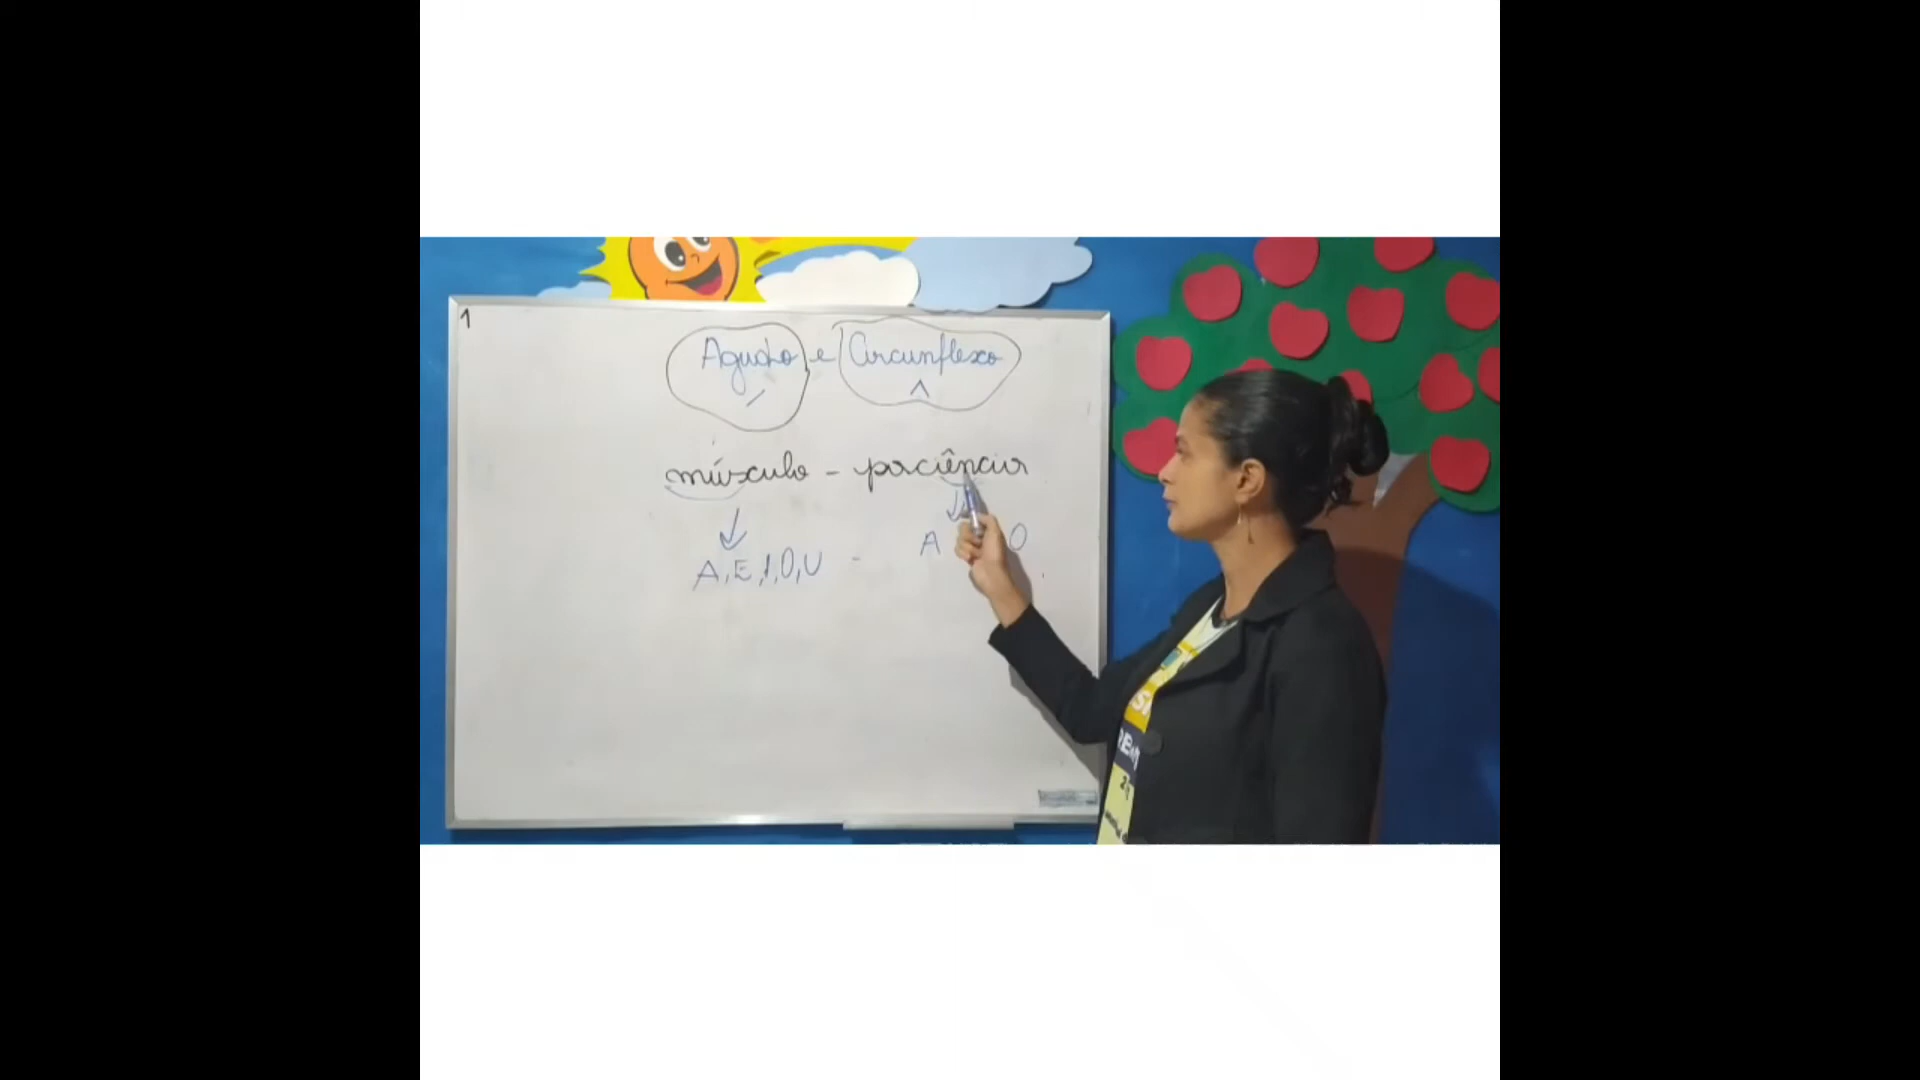 1
Agudo e Circunflexo
/ ^
músculo - paciência
A, E, I, O, U - A O